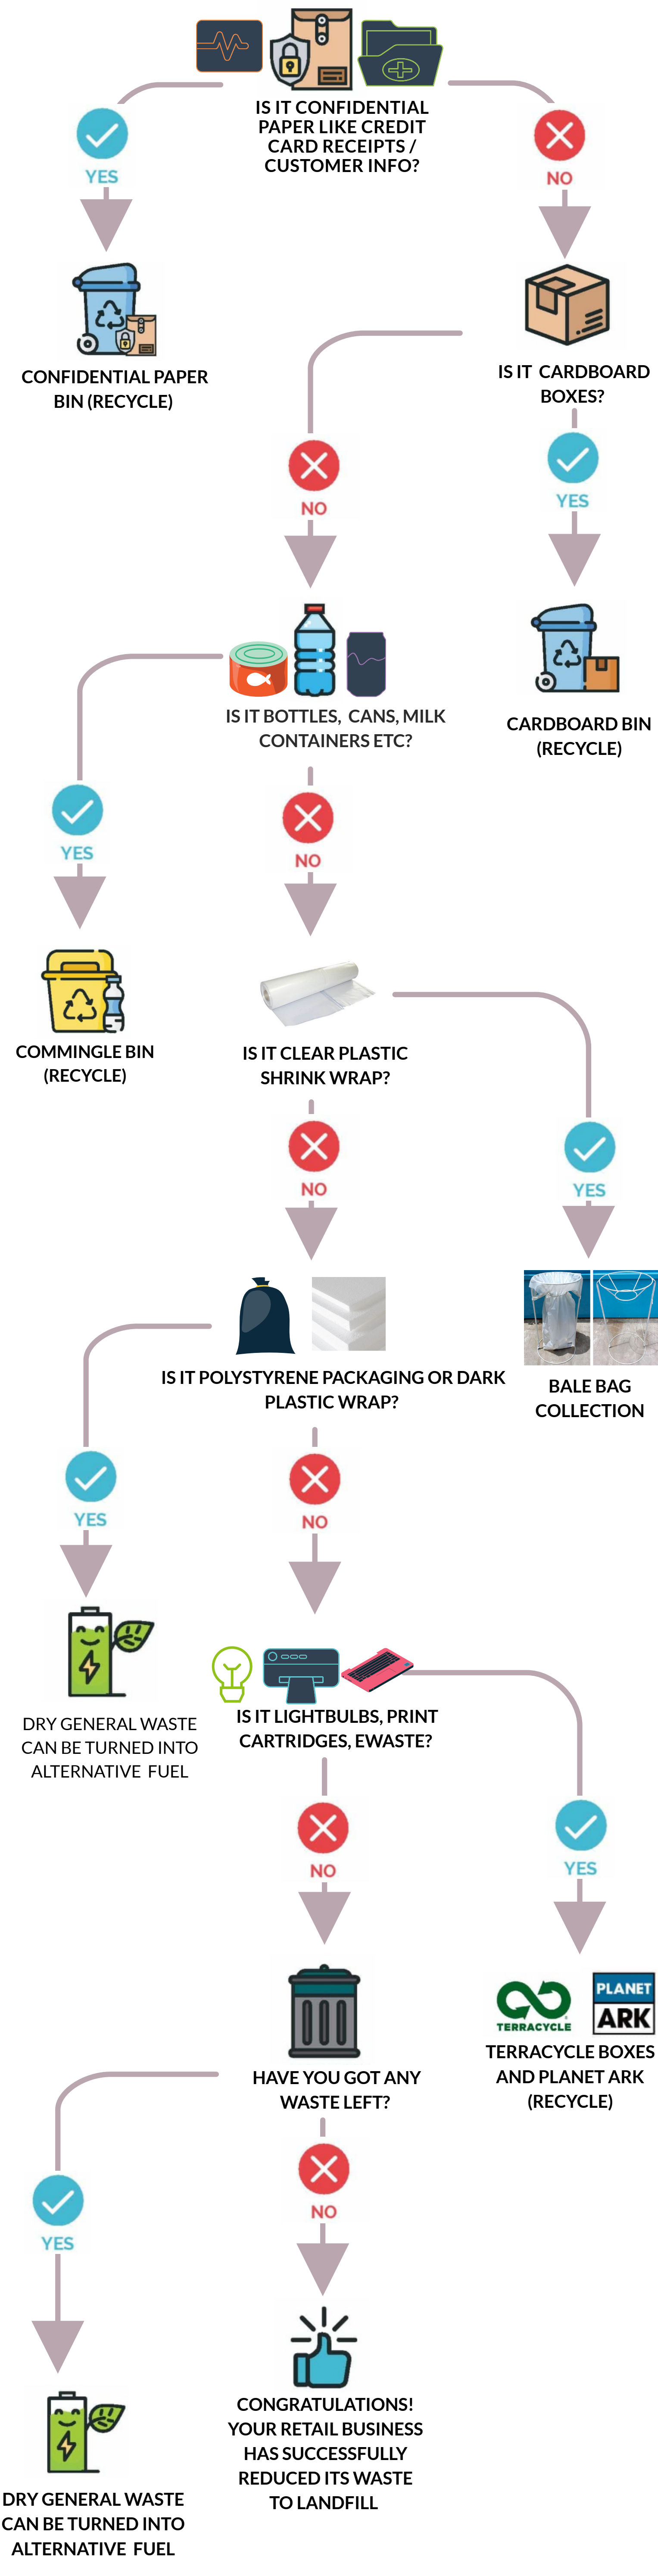 IS IT CONFIDENTIAL
PAPER LIKE CREDIT
CARD RECEIPTS /
CUSTOMER INFO?
YES
NO
CONFIDENTIAL PAPER
BIN (RECYCLE)
IS IT CARDBOARD
BOXES?
NO
YES
IS IT BOTTLES, CANS, MILK
CONTAINERS ETC?
CARDBOARD BIN
(RECYCLE)
YES
NO
COMMINGLE BIN
(RECYCLE)
IS IT CLEAR PLASTIC
SHRINK WRAP?
NO
YES
IS IT POLYSTYRENE PACKAGING OR DARK
PLASTIC WRAP?
BALE BAG
COLLECTION
YES
NO
DRY GENERAL WASTE
CAN BE TURNED INTO
ALTERNATIVE FUEL
IS IT LIGHTBULBS, PRINT
CARTRIDGES, EWASTE?
NO
YES
TERRACYCLE
PLANET
ARK
TERRACYCLE BOXES
AND PLANET ARK
(RECYCLE)
HAVE YOU GOT ANY
WASTE LEFT?
YES
NO
CONGRATULATIONS!
YOUR RETAIL BUSINESS
HAS SUCCESSFULLY
REDUCED ITS WASTE
TO LANDFILL
DRY GENERAL WASTE
CAN BE TURNED INTO
ALTERNATIVE FUEL